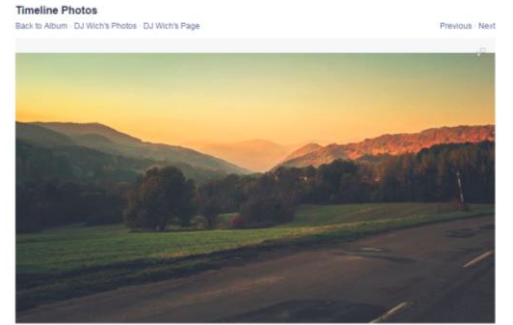 Timeline Photos
Back to Album · DJ Wich's Photos · DJ Wich's Page Previous · Next